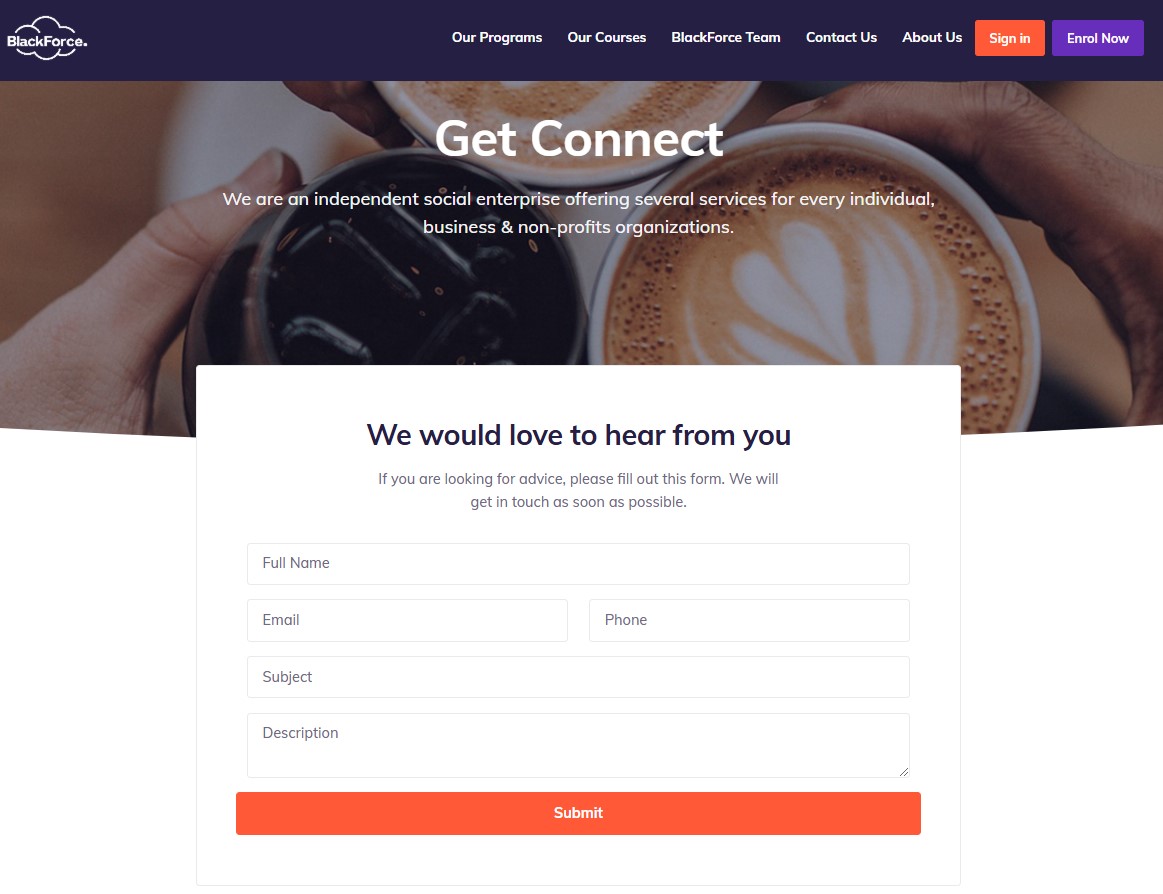 BlackForce.
Our Programs
Our Courses
BlackForce Team
Contact Us
About Us
Sign in
Enrol Now
Get Connect
We are an independent social enterprise offering several services for every individual,
business & non-profits organizations.
We would love to hear from you
If you are looking for advice, please fill out this form. We will
get in touch as soon as possible.
Full Name
Email
Phone
Subject
Description
Submit